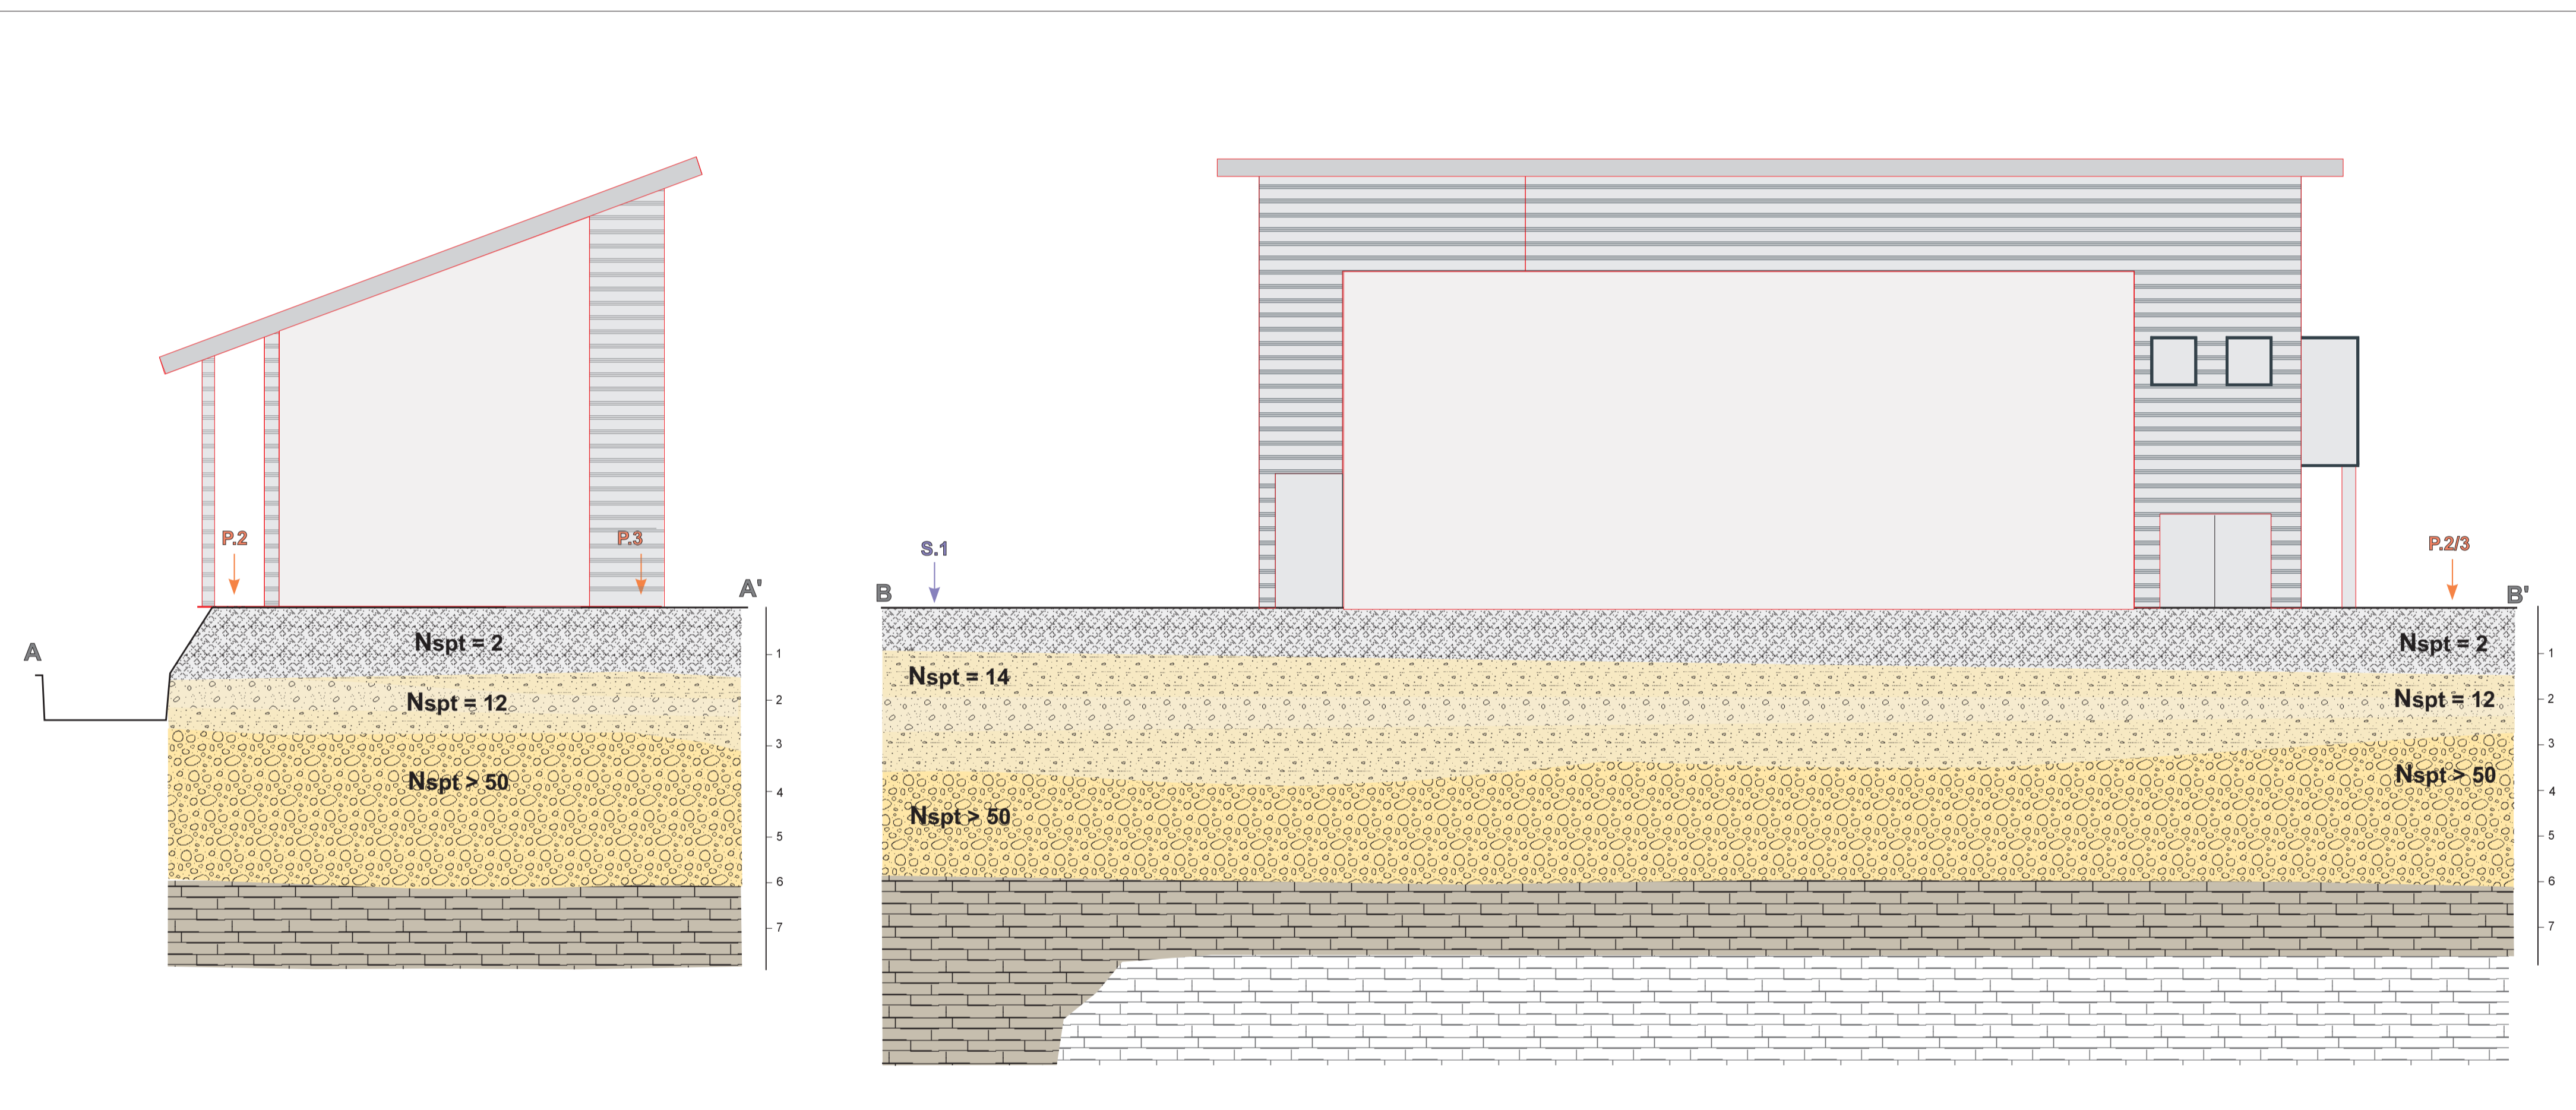 P.2
P.3
A'
A
Nspt = 2
Nspt = 12
Nspt > 50
1
2
3
4
5
6
7
S.1
B
P.2/3
B'
Nspt = 14
Nspt > 50
Nspt = 2
Nspt = 12
Nspt > 50
1
2
3
4
5
6
7